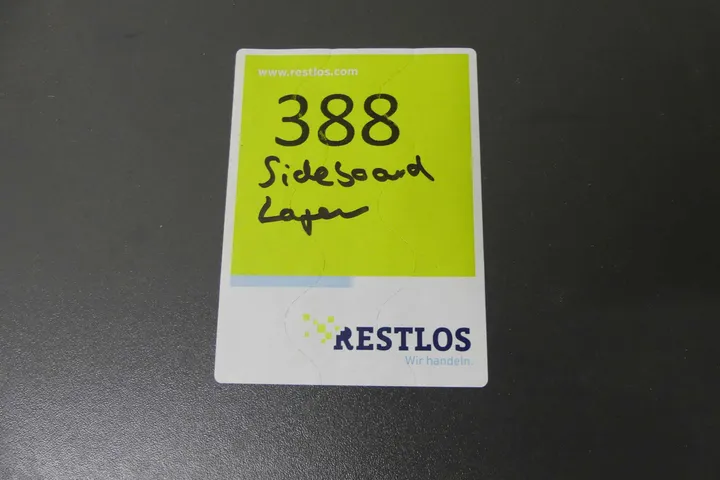 www.restlos.com
388
Sideboard
Lager
RESTLOS
Wir handeln.